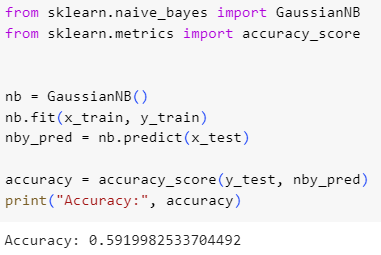 from sklearn.naive_bayes import GaussianNB
from sklearn.metrics import accuracy_score
nb = GaussianNB()
nb.fit(x_train, y_train)
nby_pred = nb.predict(x_test)
accuracy = accuracy_score(y_test, nby_pred)
print("Accuracy:", accuracy)
Accuracy: 0.5919982533704492